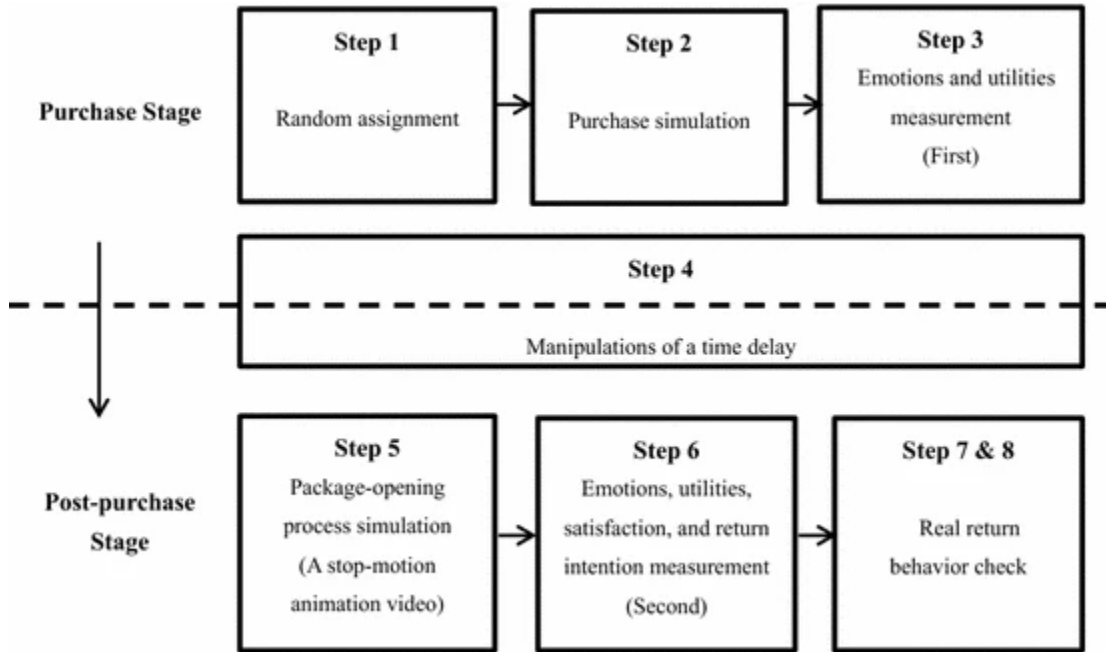 Purchase Stage
Step 1
Random assignment
Step 2
Purchase simulation
Step 3
Emotions and utilities
measurement
(First)
Step 4
Manipulations of a time delay
Post-purchase
Stage
Step 5
Package-opening
process simulation
(A stop-motion
animation video)
Step 6
Emotions, utilities,
satisfaction, and return
intention measurement
(Second)
Step 7 & 8
Real return
behavior check